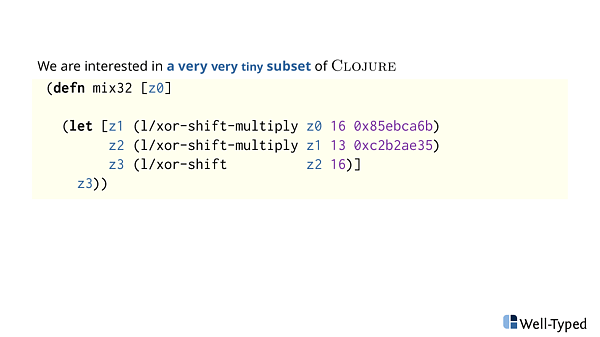 We are interested in a very very tiny subset of CLOJURE
(defn mix32 [z0]
(let [z1 (l/xor-shift-multiply z0 16 0x85ebca6b)
z2 (l/xor-shift-multiply z1 13 0xc2b2ae35)
z3 (l/xor-shift z2 16)]
z3))
Well-Typed